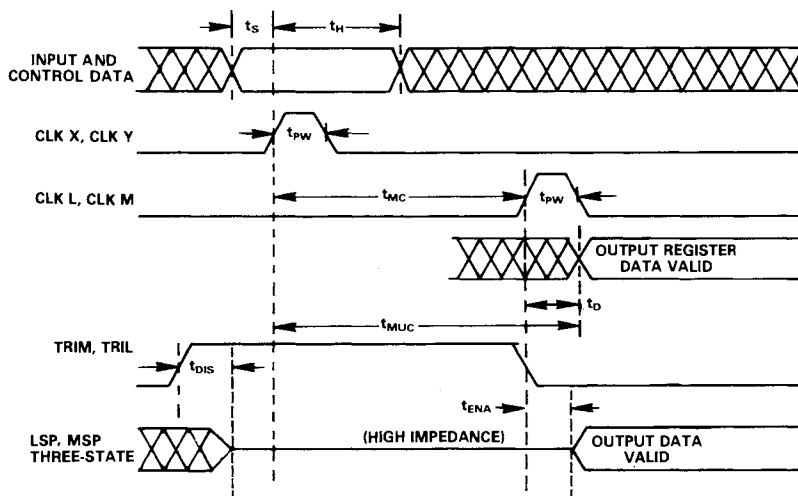 tS
tH
INPUT AND
CONTROL DATA
CLK X, CLK Y
tPW
CLK L, CLK M
tMC
tPW
OUTPUT REGISTER
DATA VALID
tD
tMUC
TRIM, TRIL
tDIS
tENA
LSP, MSP
THREE-STATE
(HIGH IMPEDANCE)
OUTPUT DATA
VALID